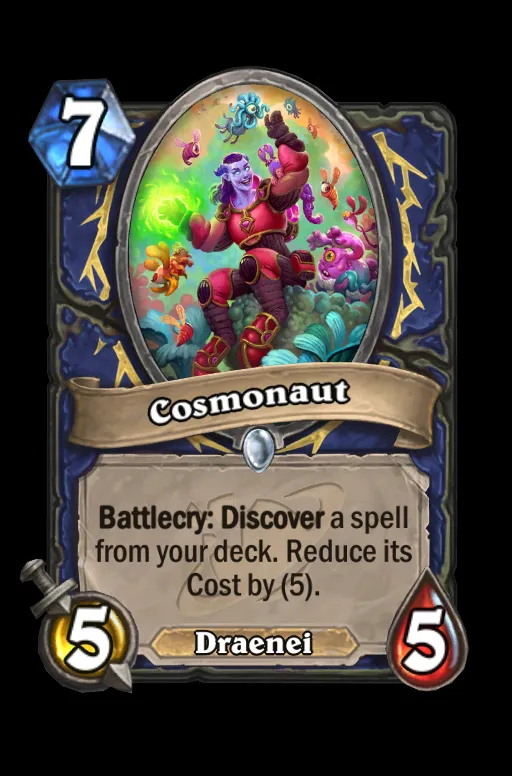 7
Cosmonaut
Battlecry: Discover a spell
from your deck. Reduce its
Cost by (5).
5
Draenei
5